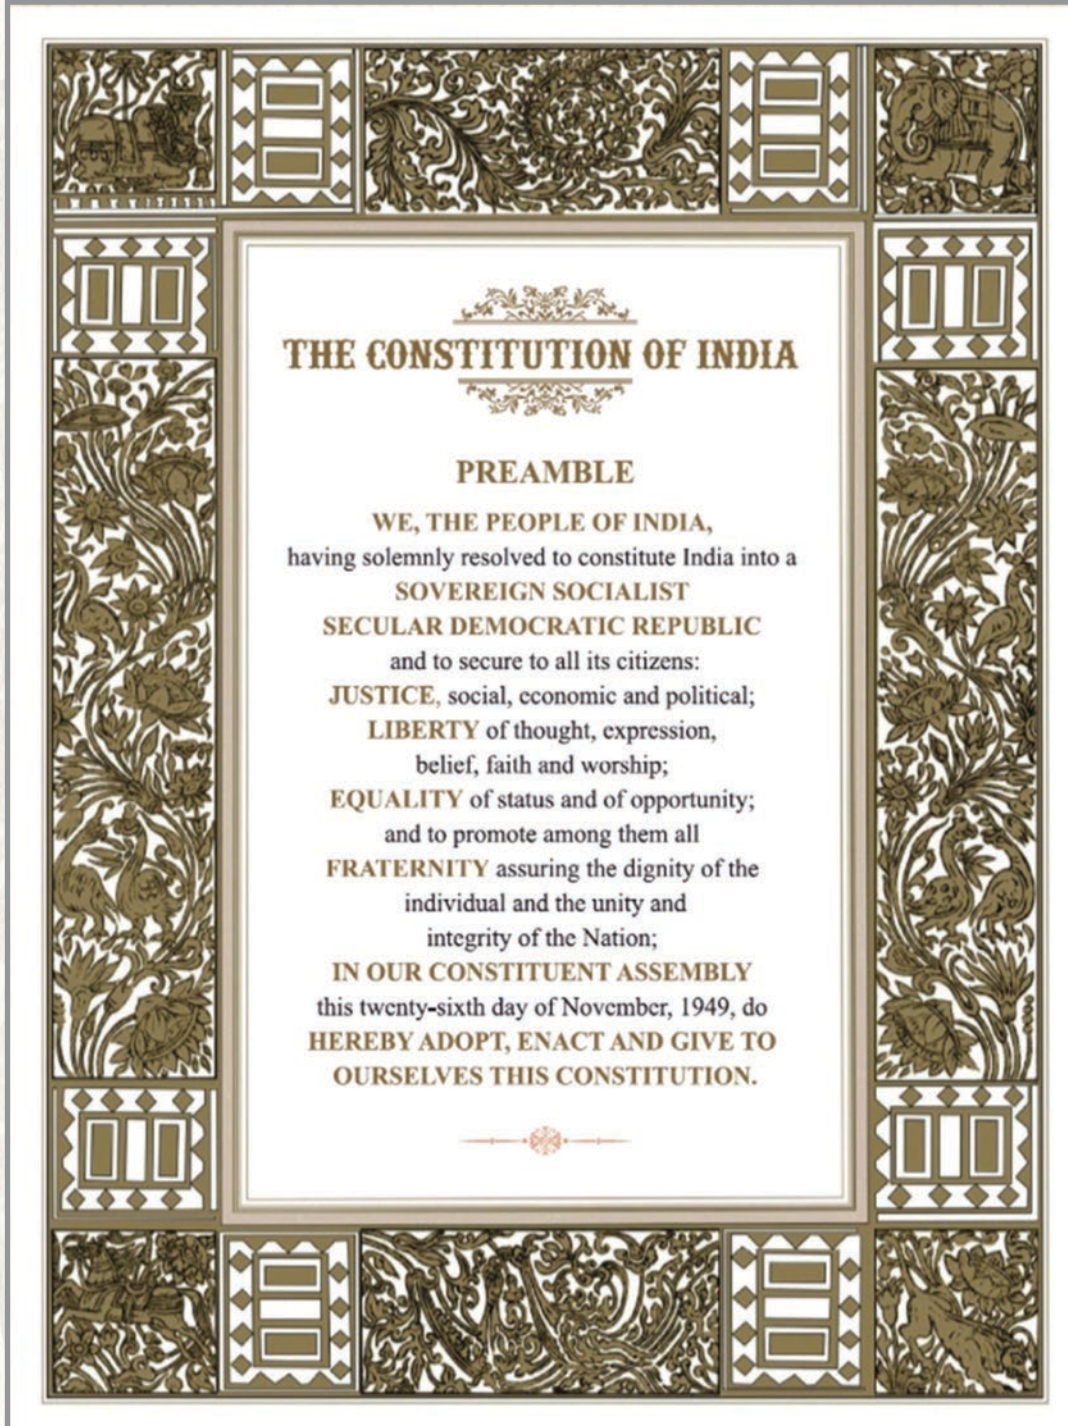 THE CONSTITUTION OF INDIA
PREAMBLE
WE, THE PEOPLE OF INDIA,
having solemnly resolved to constitute India into a
SOVEREIGN SOCIALIST
SECULAR DEMOCRATIC REPUBLIC
and to secure to all its citizens:
JUSTICE, social, economic and political;
LIBERTY of thought, expression,
belief, faith and worship;
EQUALITY of status and of opportunity;
and to promote among them all
FRATERNITY assuring the dignity of the
individual and the unity and
integrity of the Nation;
IN OUR CONSTITUENT ASSEMBLY
this twenty-sixth day of November, 1949, do
HEREBY ADOPT, ENACT AND GIVE TO
OURSELVES THIS CONSTITUTION.